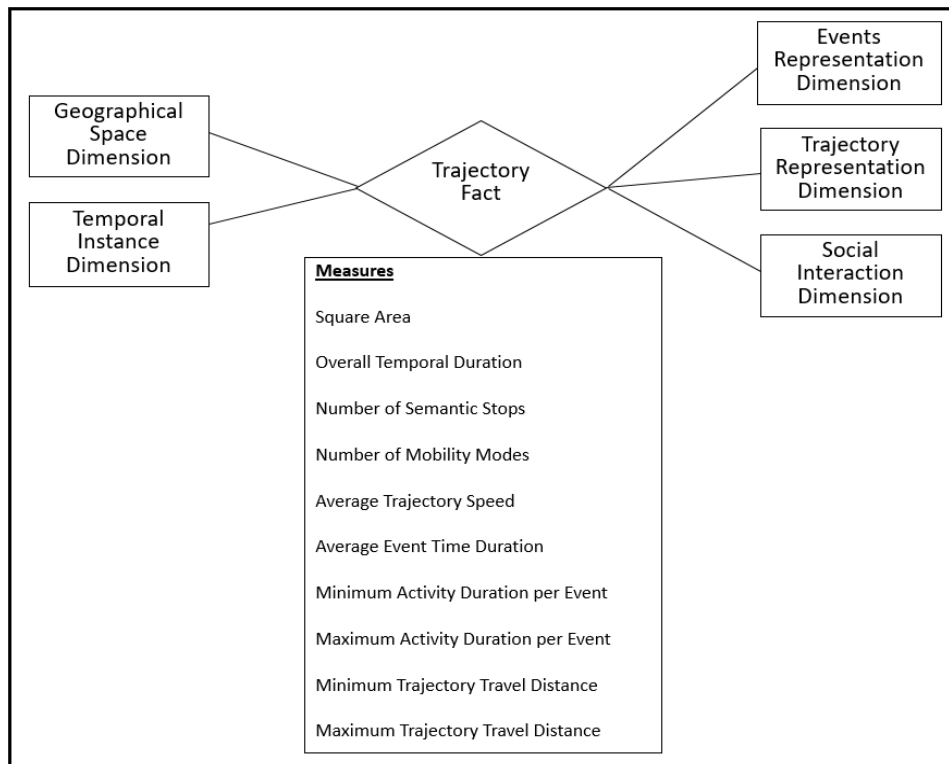 Geographical
Space
Dimension
Temporal
Instance
Dimension
Trajectory
Fact
Events
Representation
Dimension
Trajectory
Representation
Dimension
Social
Interaction
Dimension
Measures
Square Area
Overall Temporal Duration
Number of Semantic Stops
Number of Mobility Modes
Average Trajectory Speed
Average Event Time Duration
Minimum Activity Duration per Event
Maximum Activity Duration per Event
Minimum Trajectory Travel Distance
Maximum Trajectory Travel Distance